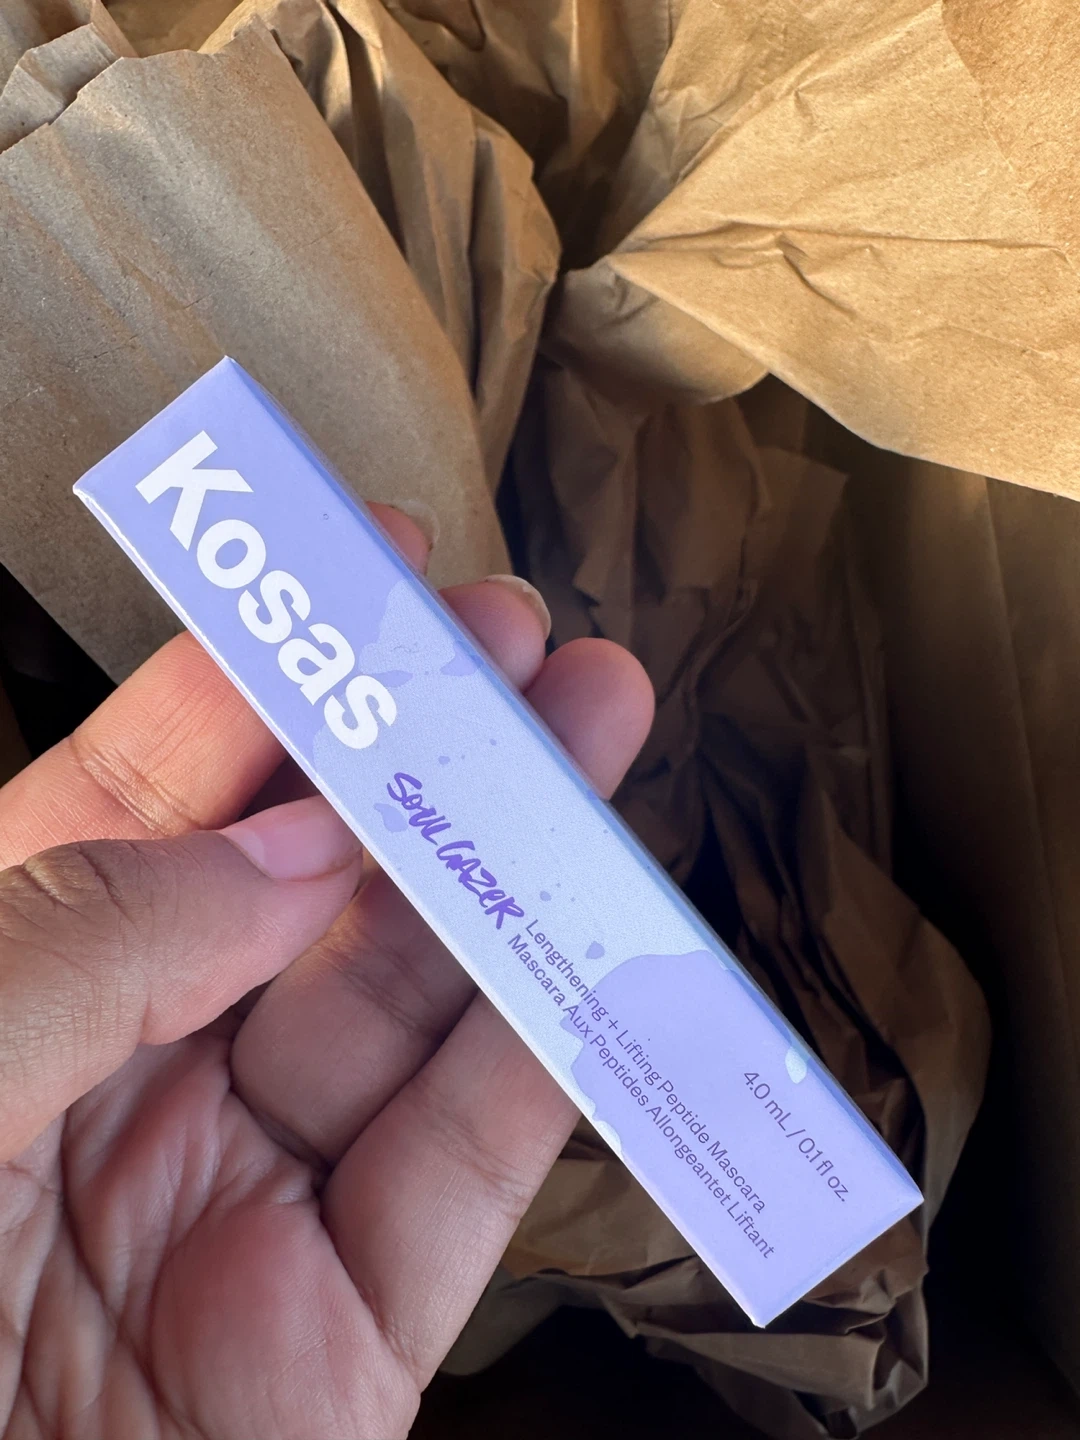 Kosas
SOUL GAZER
Lengthening + Lifting Peptide Mascara
Mascara Aux Peptides Allongeantet Liftant
4.0 mL / 0.1 fl oz.